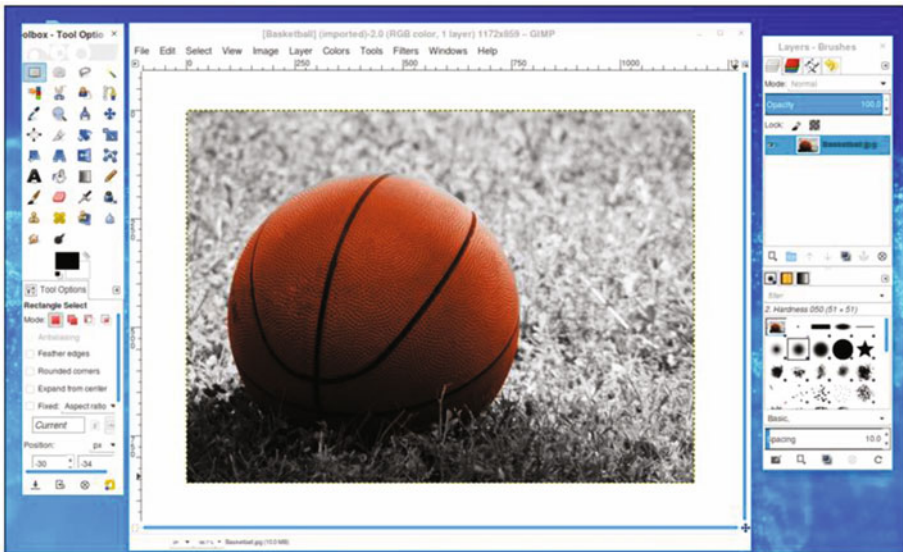 olbox - Tool Optio ×
[Basketball] (imported)-2.0 (RGB color, 1 layer) 1172x859 – GIMP
File Edit Select View Image Layer Colors Tools Filters Windows Help
0 250 500 750 1000
Tool Options
Rectangle Select
Mode:
Antialiasing
Feather edges
Rounded corners
Expand from center
Fixed: Aspect ratio
Current
Position: px
-30 -34
Basketball.jpg (10.0 MB)
Layers - Brushes ×
Mode: Normal
Opacity 100.0
Lock:
Basketball.jpg
filter
2. Hardness 050 (51 × 51)
Basic,
Spacing 10.0